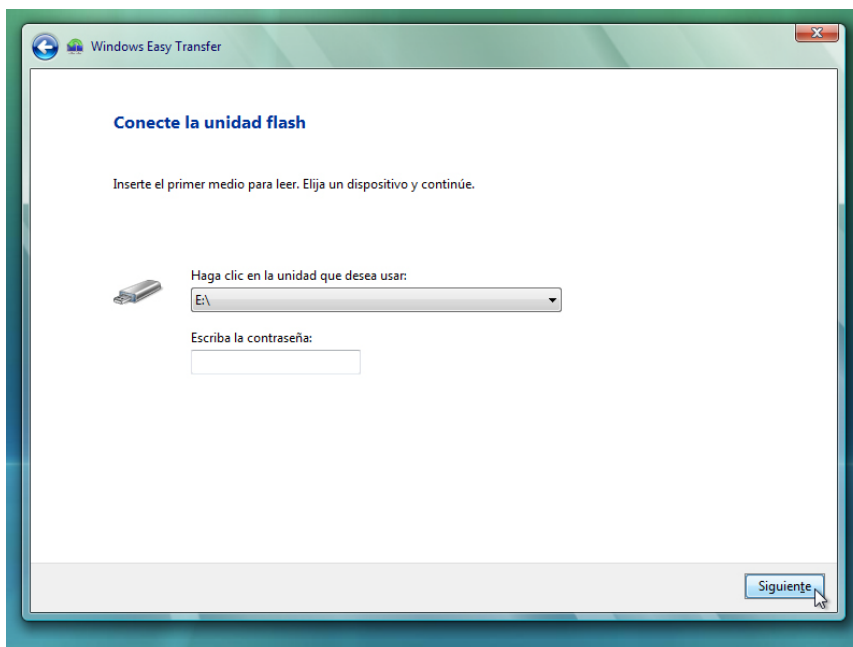 Windows Easy Transfer
Conecte la unidad flash
Inserte el primer medio para leer. Elija un dispositivo y continúe.
Haga clic en la unidad que desea usar:
E:\
Escriba la contraseña:
Siguiente